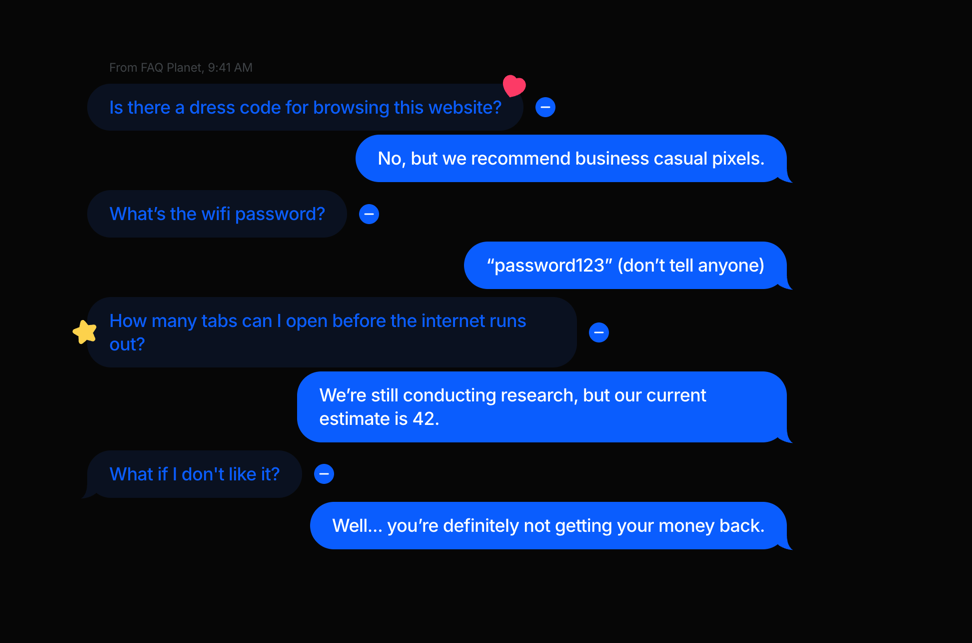 From FAQ Planet, 9:41 AM
Is there a dress code for browsing this website?
No, but we recommend business casual pixels.
What’s the wifi password?
“password123” (don’t tell anyone)
How many tabs can I open before the internet runs
out?
We’re still conducting research, but our current
estimate is 42.
What if I don't like it?
Well... you’re definitely not getting your money back.